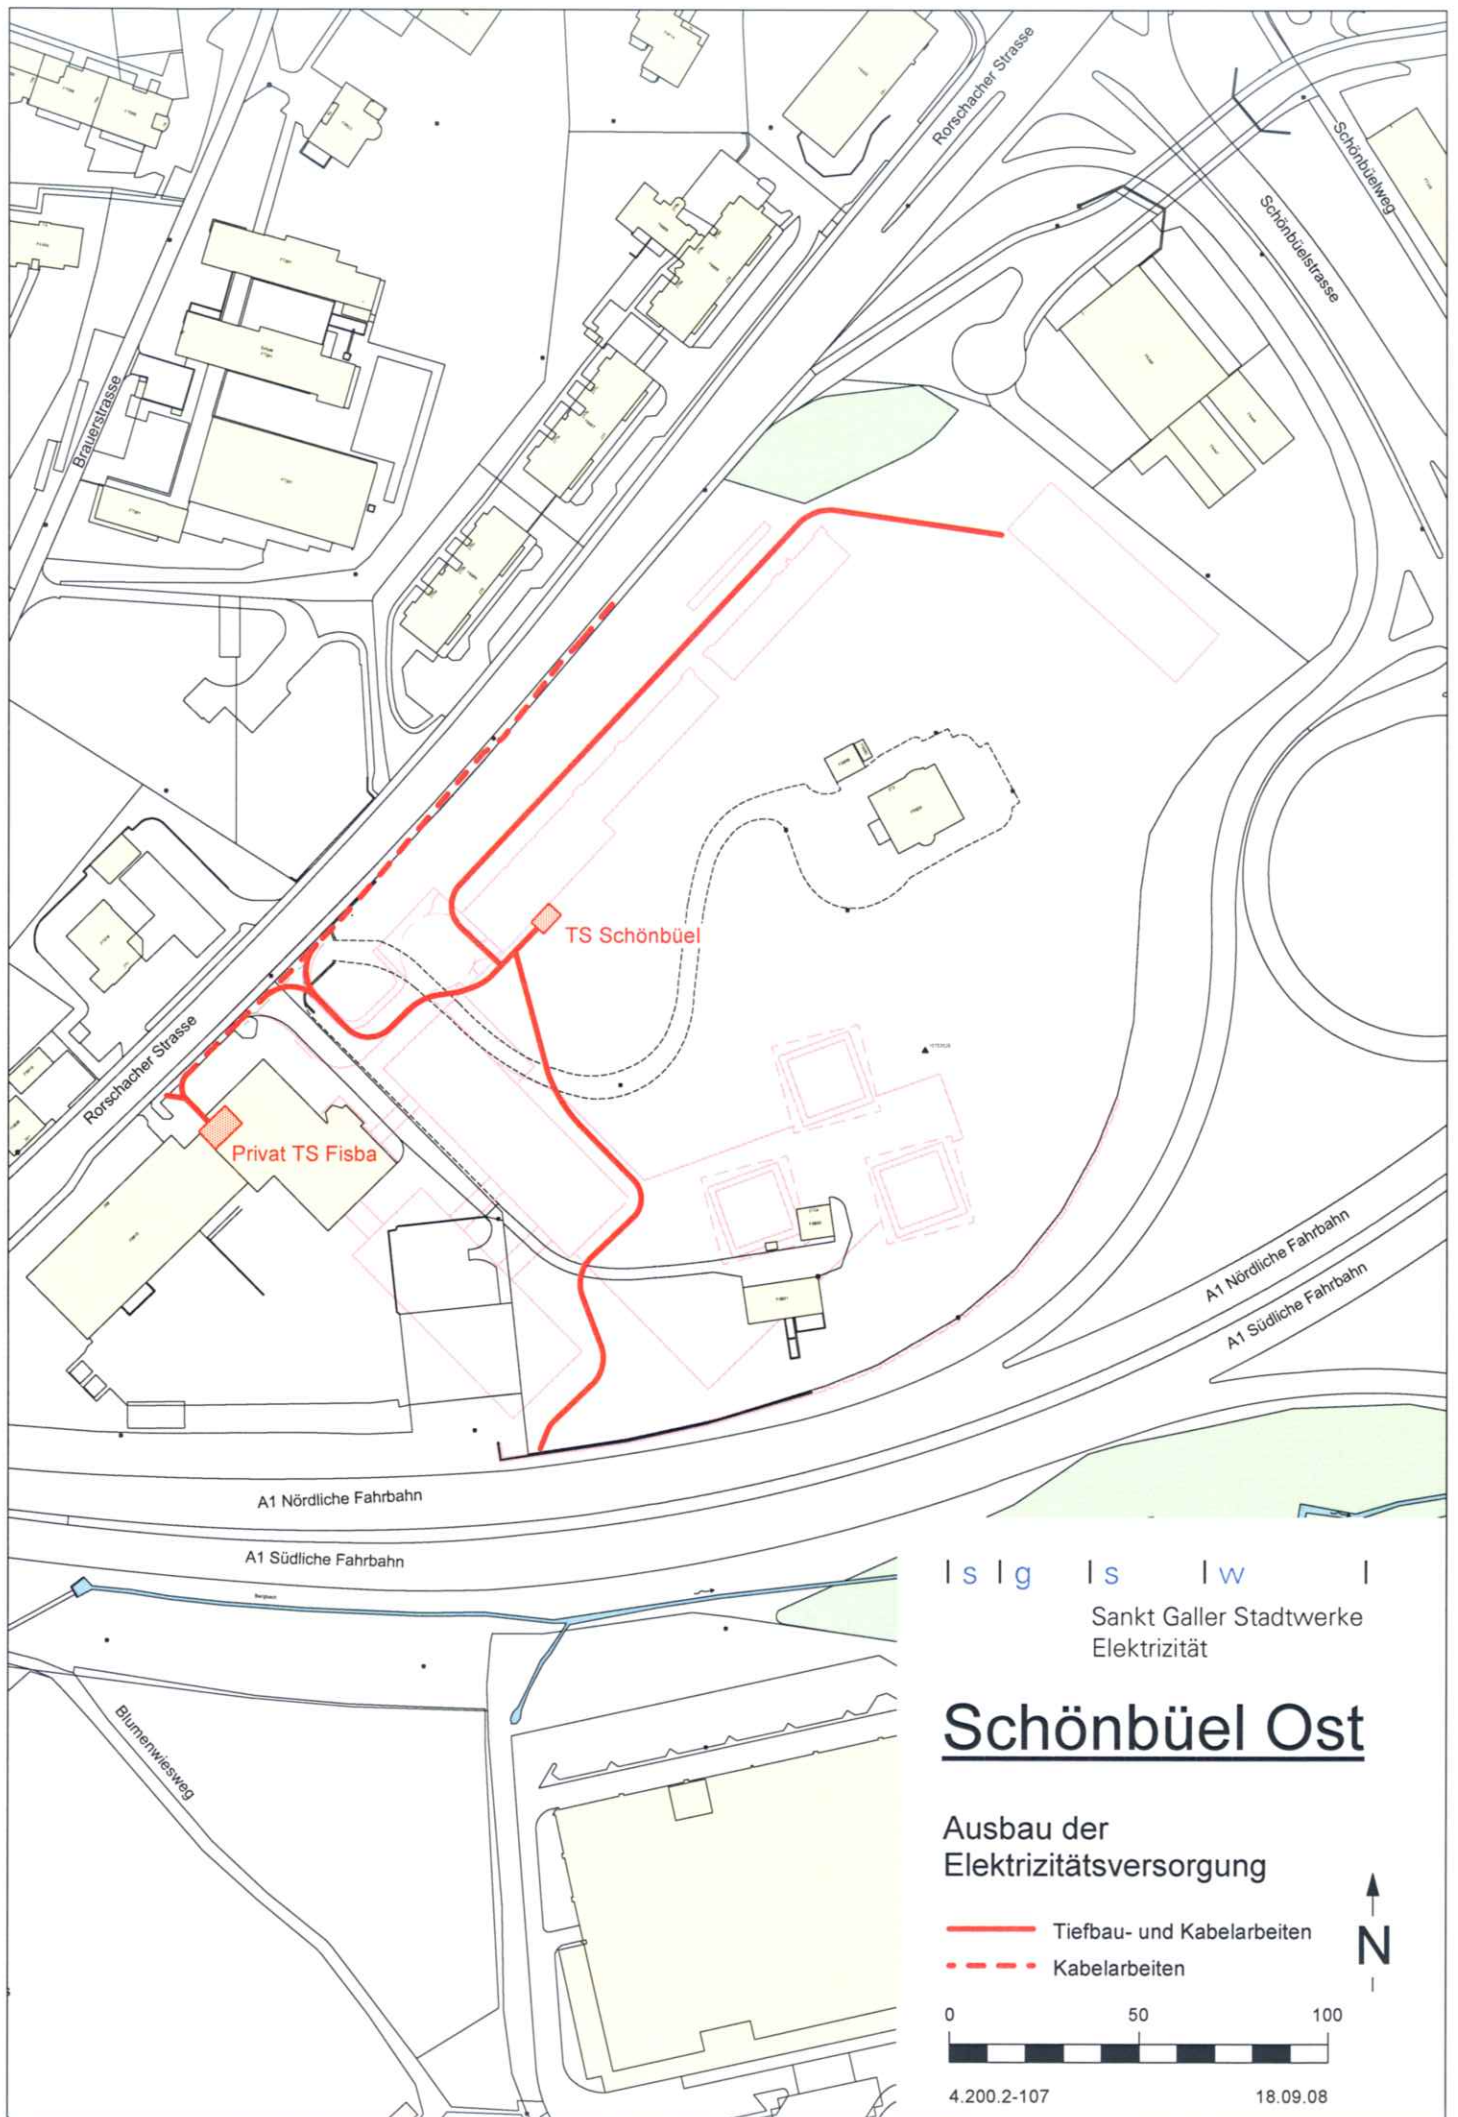 Rorschacher Strasse
Schönbüelweg
Schönbüelstrasse
Brauerstrasse
TS Schönbüel
Rorschacher Strasse
Privat TS Fisba
A1 Nördliche Fahrbahn
A1 Südliche Fahrbahn
A1 Nördliche Fahrbahn
A1 Südliche Fahrbahn
Blumenwiesweg
s g s w
Sankt Galler Stadtwerke
Elektrizität
Schönbüel Ost
Ausbau der
Elektrizitätsversorgung
Tiefbau- und Kabelarbeiten
Kabelarbeiten
N
0 50 100
4.200.2-107 18.09.08